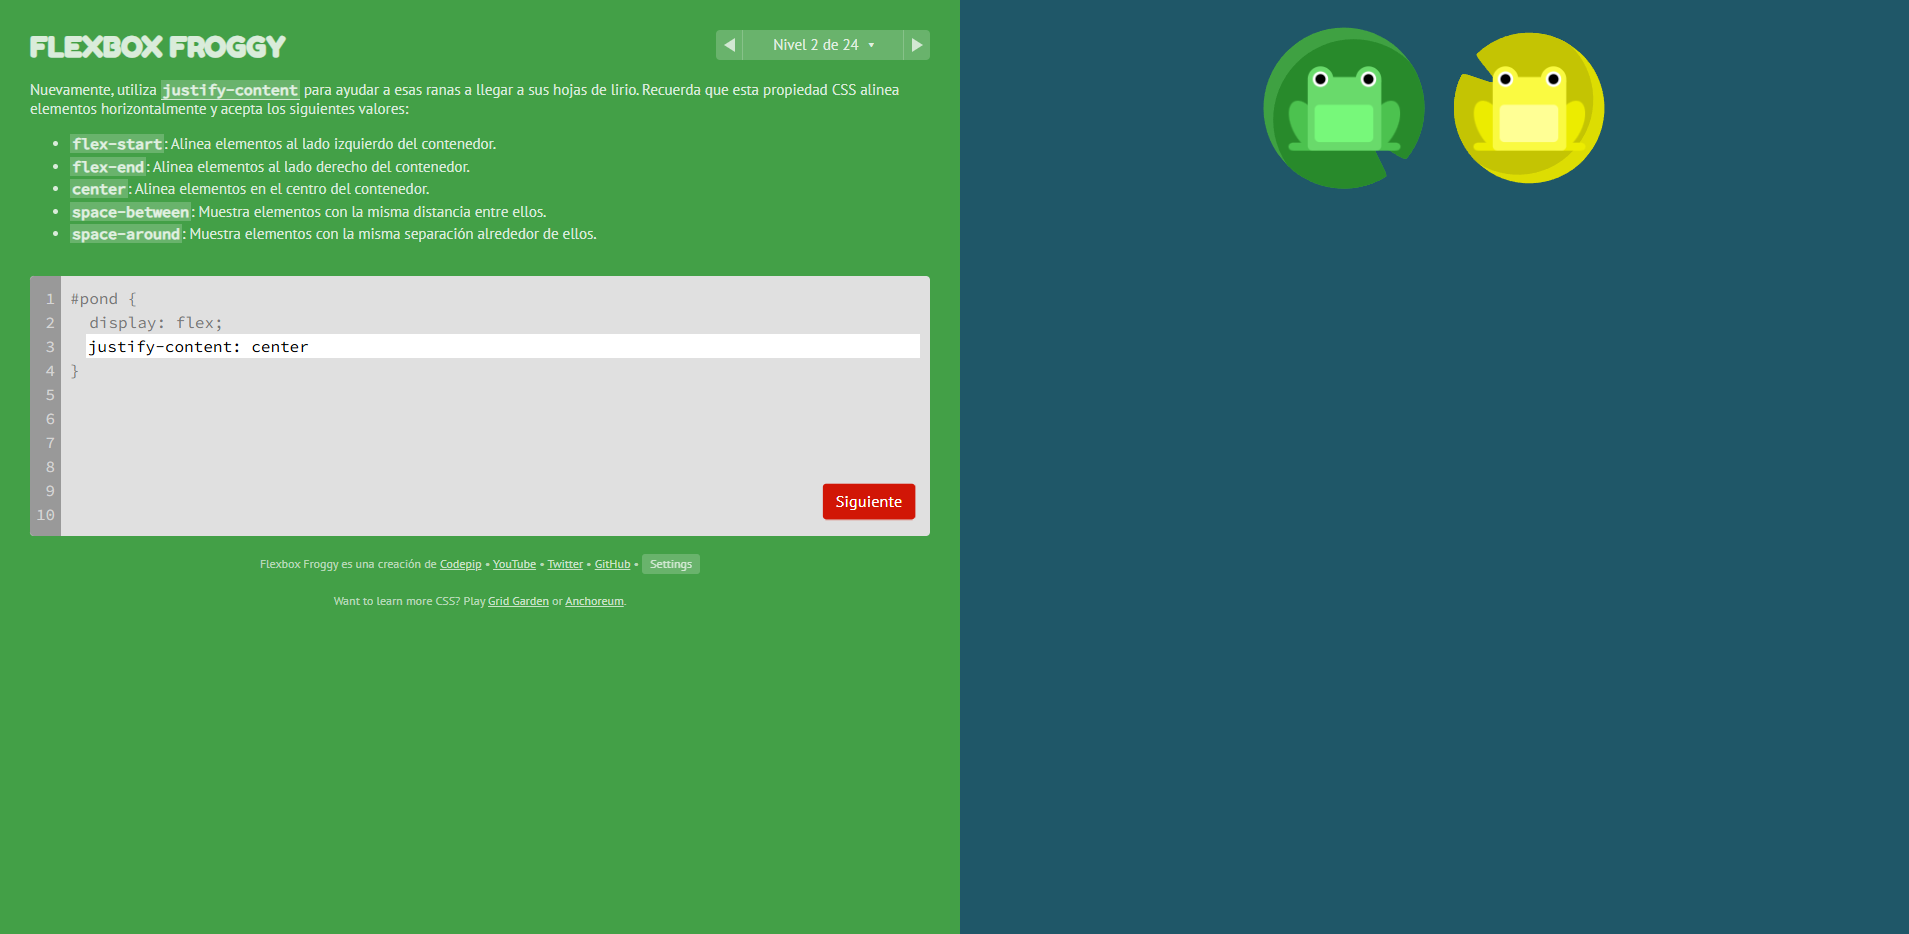 FLEXBOX FROGGY
Nivel 2 de 24 ▾
Nuevamente, utiliza justify-content para ayudar a esas ranas a llegar a sus hojas de lirio. Recuerda que esta propiedad CSS alinea
elementos horizontalmente y acepta los siguientes valores:
• flex-start: Alinea elementos al lado izquierdo del contenedor.
• flex-end: Alinea elementos al lado derecho del contenedor.
• center: Alinea elementos en el centro del contenedor.
• space-between: Muestra elementos con la misma distancia entre ellos.
• space-around: Muestra elementos con la misma separación alrededor de ellos.
1 #pond {
2 display: flex;
3 justify-content: center
4 }
5
6
7
8
9
10
Siguiente
Flexbox Froggy es una creación de Codepip • YouTube • Twitter • GitHub • Settings
Want to learn more CSS? Play Grid Garden or Anchoreum.